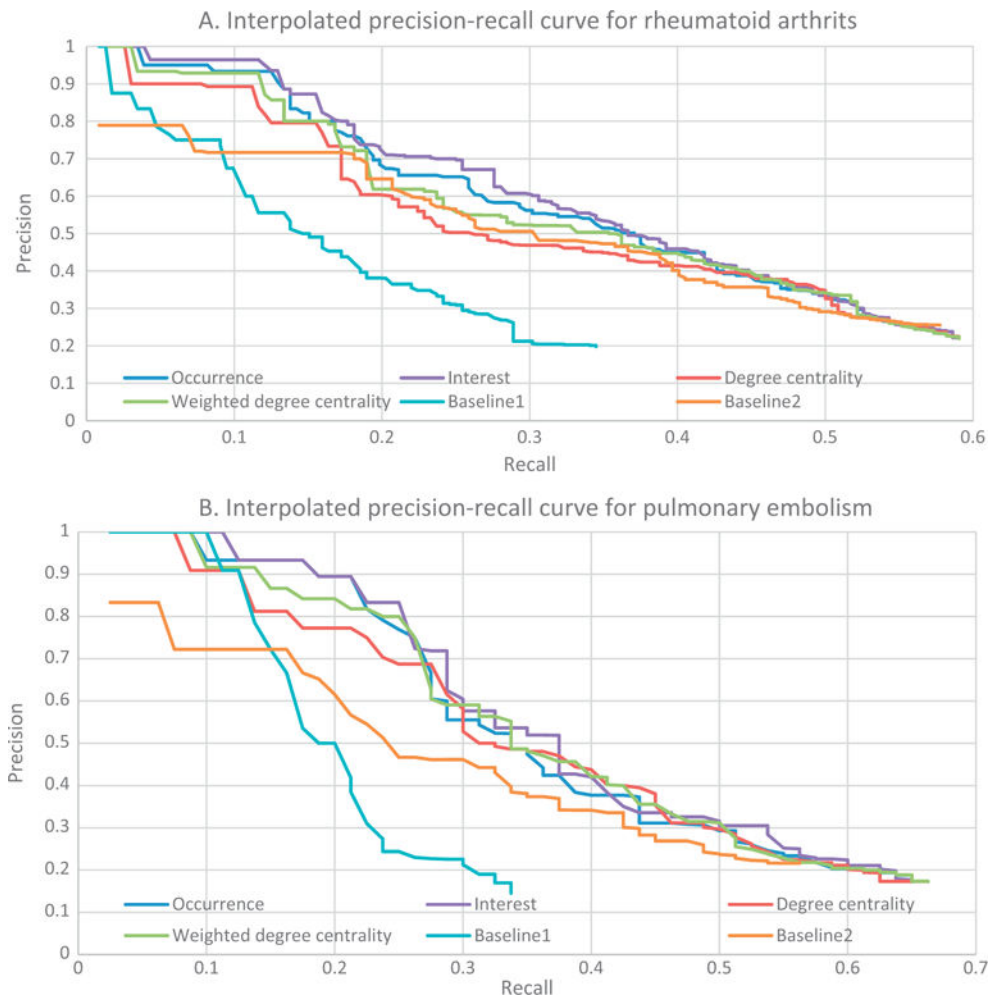 A. Interpolated precision-recall curve for rheumatoid arthrits
1
0.9
0.8
0.7
0.6
0.5
0.4
0.3
0.2
0.1
0
Precision
Occurrence Interest Degree centrality
Weighted degree centrality Baseline1 Baseline2
0 0.1 0.2 0.3 0.4 0.5 0.6
Recall
B. Interpolated precision-recall curve for pulmonary embolism
1
0.9
0.8
0.7
0.6
0.5
0.4
0.3
0.2
0.1
0
Precision
Occurrence Interest Degree centrality
Weighted degree centrality Baseline1 Baseline2
0 0.1 0.2 0.3 0.4 0.5 0.6 0.7
Recall